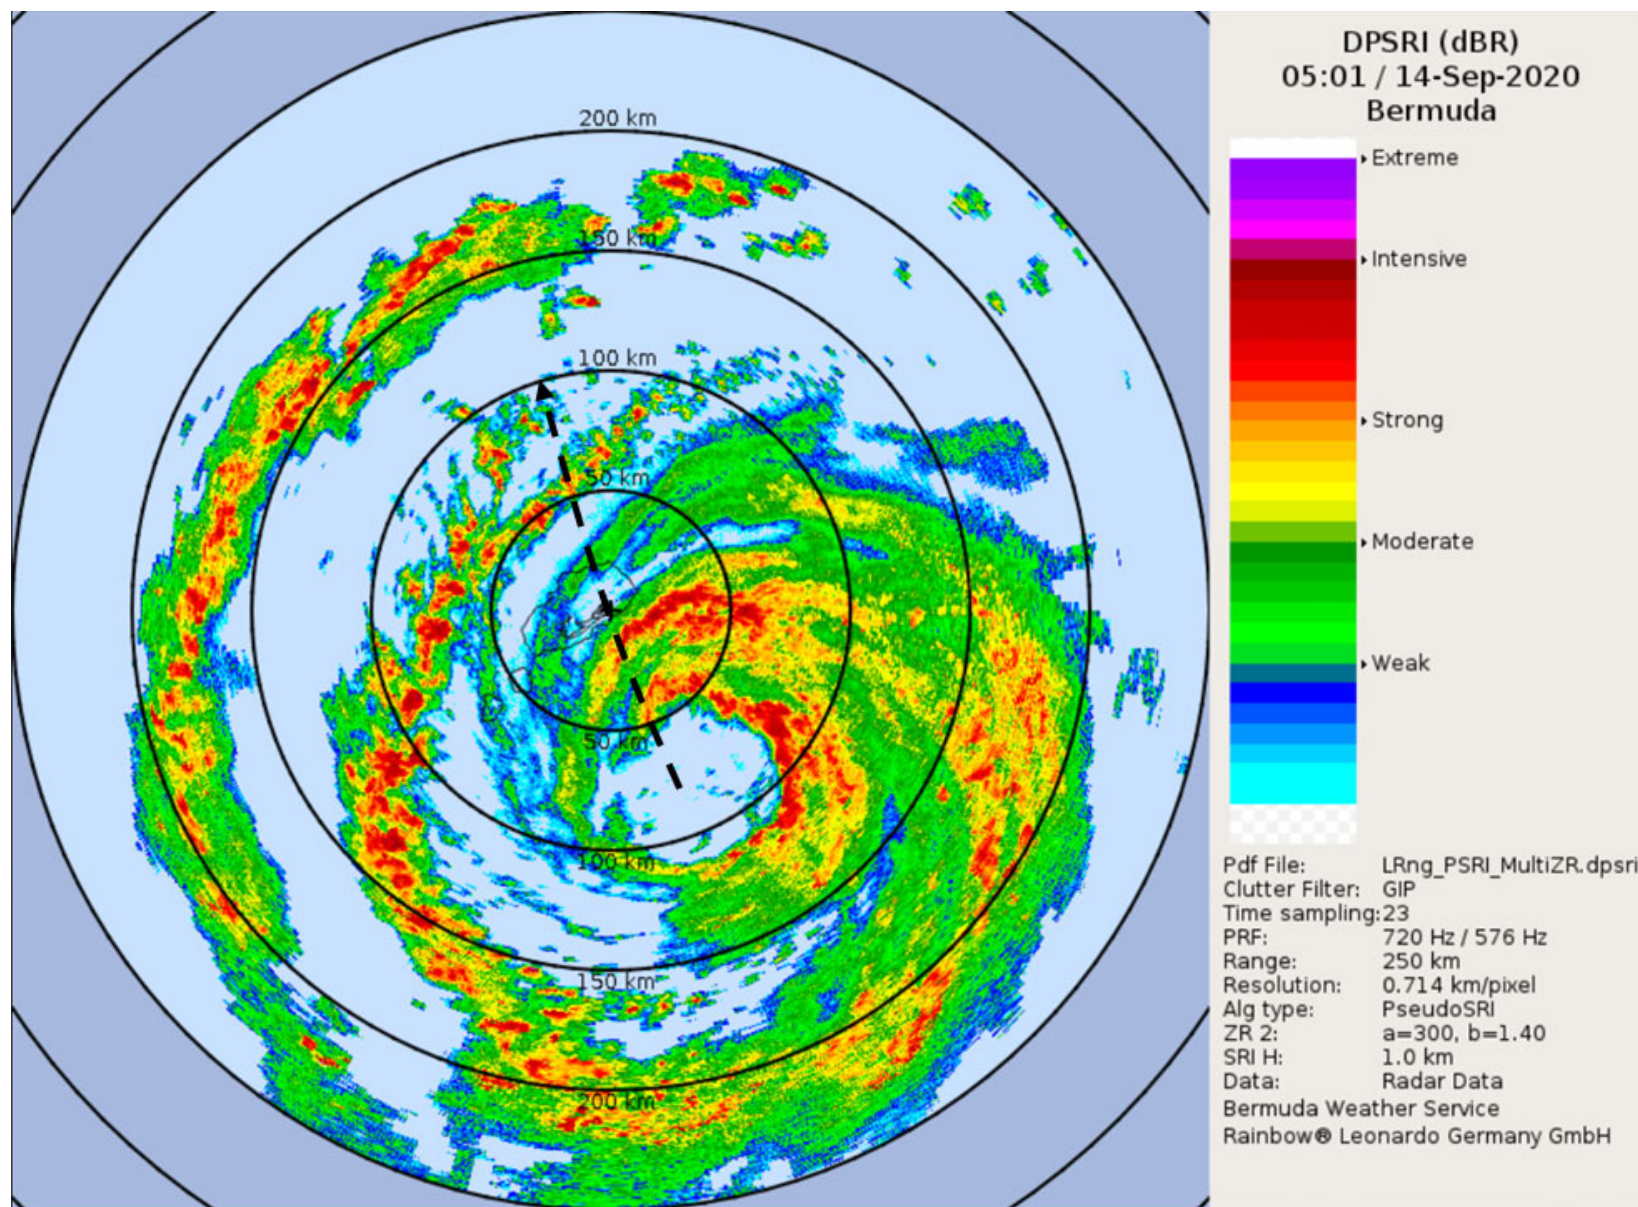 200 km
150 km
100 km
50 km
50 km
100 km
150 km
200 km
DPSRI (dBR)
05:01 / 14-Sep-2020
Bermuda
Extreme
Intensive
Strong
Moderate
Weak
Pdf File: LRng_PSRI_MultiZR.dpsri
Clutter Filter: GIP
Time sampling: 23
PRF: 720 Hz / 576 Hz
Range: 250 km
Resolution: 0.714 km/pixel
Alg type: PseudoSRI
ZR 2: a=300, b=1.40
SRI H: 1.0 km
Data: Radar Data
Bermuda Weather Service
Rainbow® Leonardo Germany GmbH